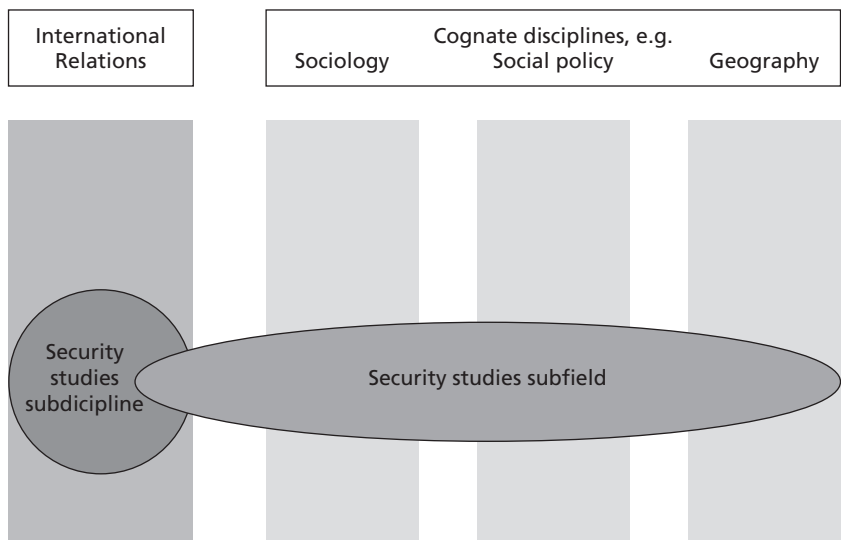 International
Relations
Cognate disciplines, e.g.
Sociology Social policy Geography
Security
studies
subdicipline
Security studies subfield